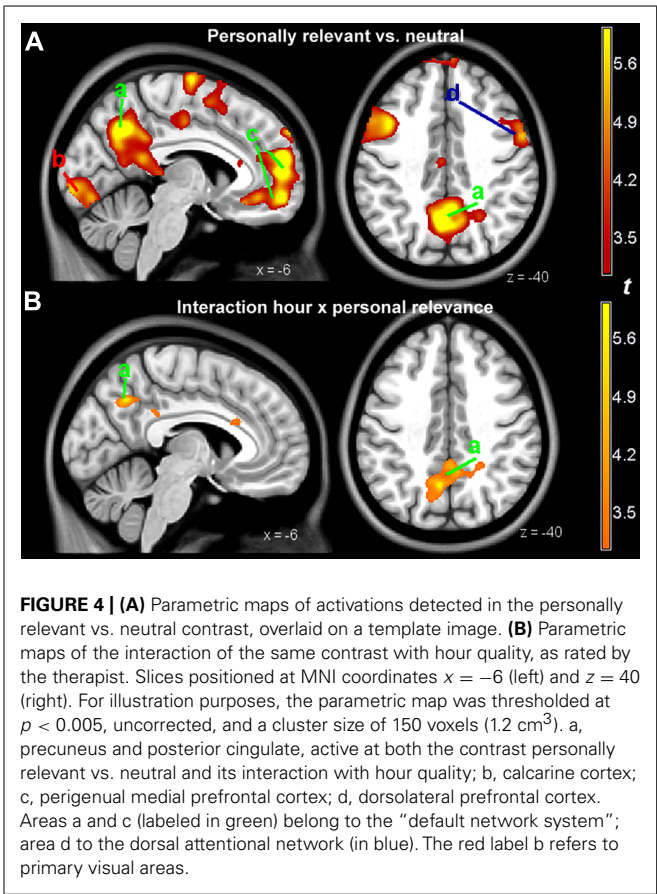 A
Personally relevant vs. neutral
a
b
c
d
a
x = -6
z = -40
5.6
4.9
4.2
3.5
t
B
Interaction hour x personal relevance
a
a
x = -6
z = -40
5.6
4.9
4.2
3.5
FIGURE 4 | (A) Parametric maps of activations detected in the personally
relevant vs. neutral contrast, overlaid on a template image. (B) Parametric
maps of the interaction of the same contrast with hour quality, as rated by
the therapist. Slices positioned at MNI coordinates x = −6 (left) and z = 40
(right). For illustration purposes, the parametric map was thresholded at
p < 0.005, uncorrected, and a cluster size of 150 voxels (1.2 cm³). a,
precuneus and posterior cingulate, active at both the contrast personally
relevant vs. neutral and its interaction with hour quality; b, calcarine cortex;
c, perigenual medial prefrontal cortex; d, dorsolateral prefrontal cortex.
Areas a and c (labeled in green) belong to the “default network system”;
area d to the dorsal attentional network (in blue). The red label b refers to
primary visual areas.